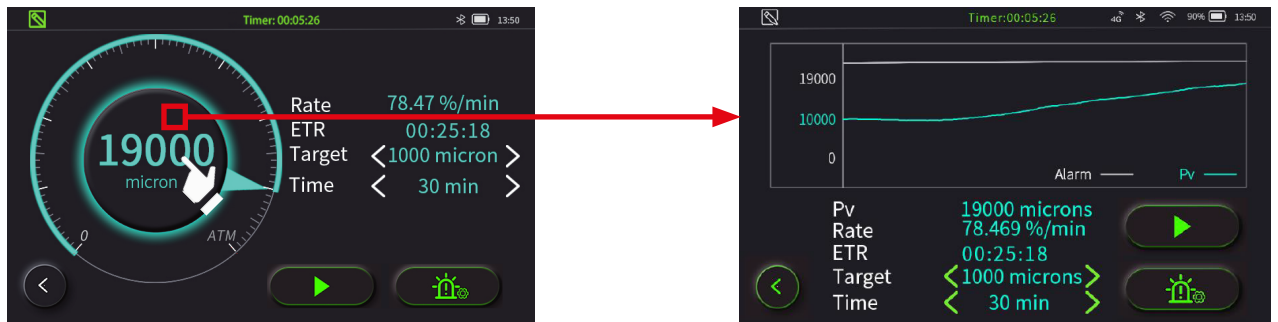 Timer: 00:05:26
13:50
19000
micron
0
ATM
Rate 78.47 %/min
ETR 00:25:18
Target 1000 micron
Time 30 min
Timer:00:05:26
4G 90% 13:50
19000
10000
0
Alarm Pv
Pv 19000 microns
Rate 78.469 %/min
ETR 00:25:18
Target 1000 microns
Time 30 min